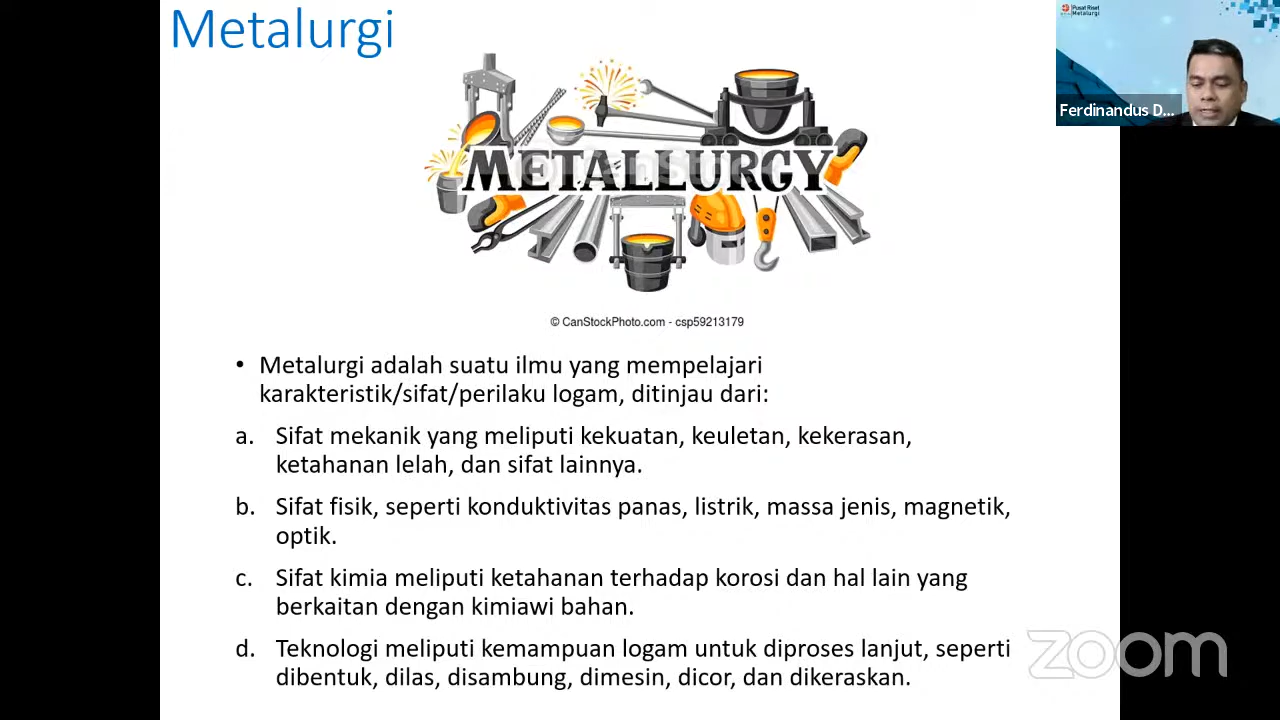 Metalurgi
Pusat Riset
Metalurgi
Ferdinandus D...
METALLURGY
© CanStockPhoto.com - csp59213179
• Metalurgi adalah suatu ilmu yang mempelajari
karakteristik/sifat/perilaku logam, ditinjau dari:
a. Sifat mekanik yang meliputi kekuatan, keuletan, kekerasan,
ketahanan lelah, dan sifat lainnya.
b. Sifat fisik, seperti konduktivitas panas, listrik, massa jenis, magnetik,
optik.
c. Sifat kimia meliputi ketahanan terhadap korosi dan hal lain yang
berkaitan dengan kimiawi bahan.
d. Teknologi meliputi kemampuan logam untuk diproses lanjut, seperti
dibentuk, dilas, disambung, dimesin, dicor, dan dikeraskan.
zoom